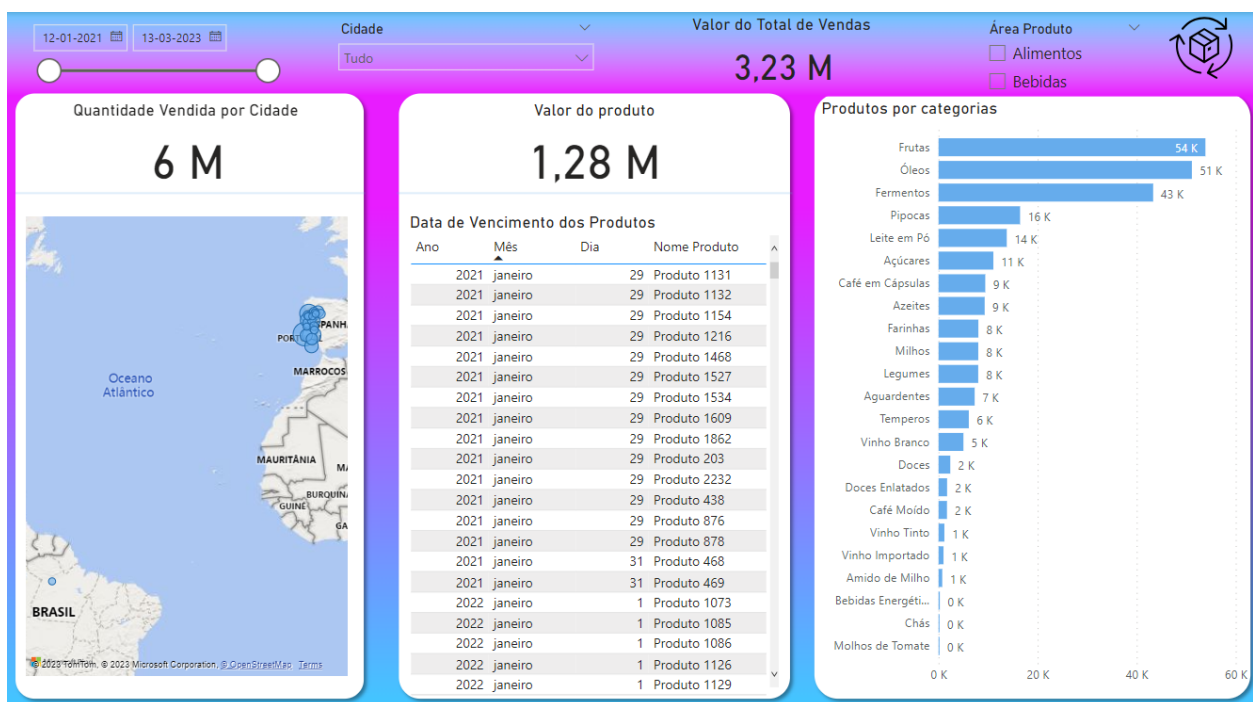 12-01-2021 13-03-2023
Cidade
Tudo
Valor do Total de Vendas
3,23 M
Área Produto
Alimentos
Bebidas
Quantidade Vendida por Cidade
6 M
Oceano
Atlântico
MARROCOS
MAURITÂNIA
GUINÉ
BRASIL
© 2023 TomTom, © 2023 Microsoft Corporation, © OpenStreetMap Terms
Valor do produto
1,28 M
Data de Vencimento dos Produtos
Ano Mês Dia Nome Produto
2021 janeiro 29 Produto 1131
2021 janeiro 29 Produto 1132
2021 janeiro 29 Produto 1154
2021 janeiro 29 Produto 1216
2021 janeiro 29 Produto 1468
2021 janeiro 29 Produto 1527
2021 janeiro 29 Produto 1534
2021 janeiro 29 Produto 1609
2021 janeiro 29 Produto 1862
2021 janeiro 29 Produto 203
2021 janeiro 29 Produto 2232
2021 janeiro 29 Produto 438
2021 janeiro 29 Produto 876
2021 janeiro 29 Produto 878
2021 janeiro 31 Produto 468
2021 janeiro 31 Produto 469
2022 janeiro 1 Produto 1073
2022 janeiro 1 Produto 1085
2022 janeiro 1 Produto 1086
2022 janeiro 1 Produto 1126
2022 janeiro 1 Produto 1129
Produtos por categorias
Frutas 54 K
Óleos 51 K
Fermentos 43 K
Pipocas 16 K
Leite em Pó 14 K
Açúcares 11 K
Café em Cápsulas 9 K
Azeites 9 K
Farinhas 8 K
Milhos 8 K
Legumes 8 K
Aguardentes 7 K
Temperos 6 K
Vinho Branco 5 K
Doces 2 K
Doces Enlatados 2 K
Café Moído 2 K
Vinho Tinto 1 K
Vinho Importado 1 K
Amido de Milho 1 K
Bebidas Energéti... 0 K
Chás 0 K
Molhos de Tomate 0 K
0 K 20 K 40 K 60 K